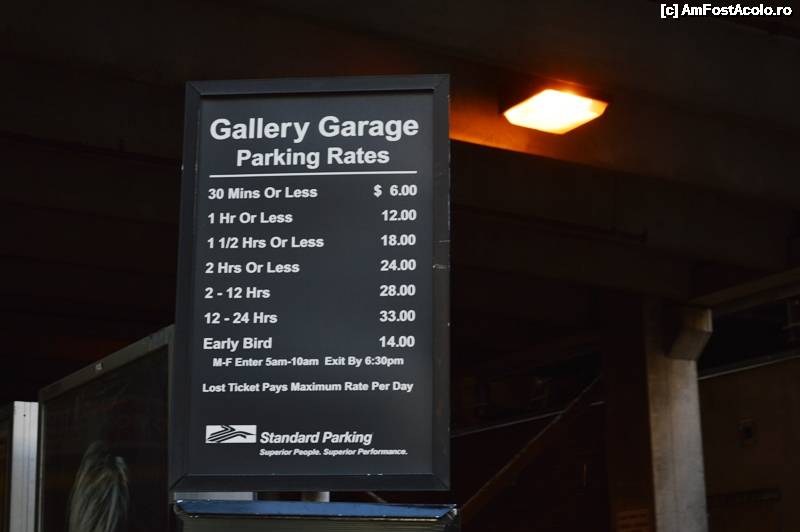 [c] AmFostAcolo.ro
Gallery Garage
Parking Rates
30 Mins Or Less $ 6.00
1 Hr Or Less 12.00
1 1/2 Hrs Or Less 18.00
2 Hrs Or Less 24.00
2 - 12 Hrs 28.00
12 - 24 Hrs 33.00
Early Bird 14.00
M-F Enter 5am-10am Exit By 6:30pm
Lost Ticket Pays Maximum Rate Per Day
Standard Parking
Superior People. Superior Performance.